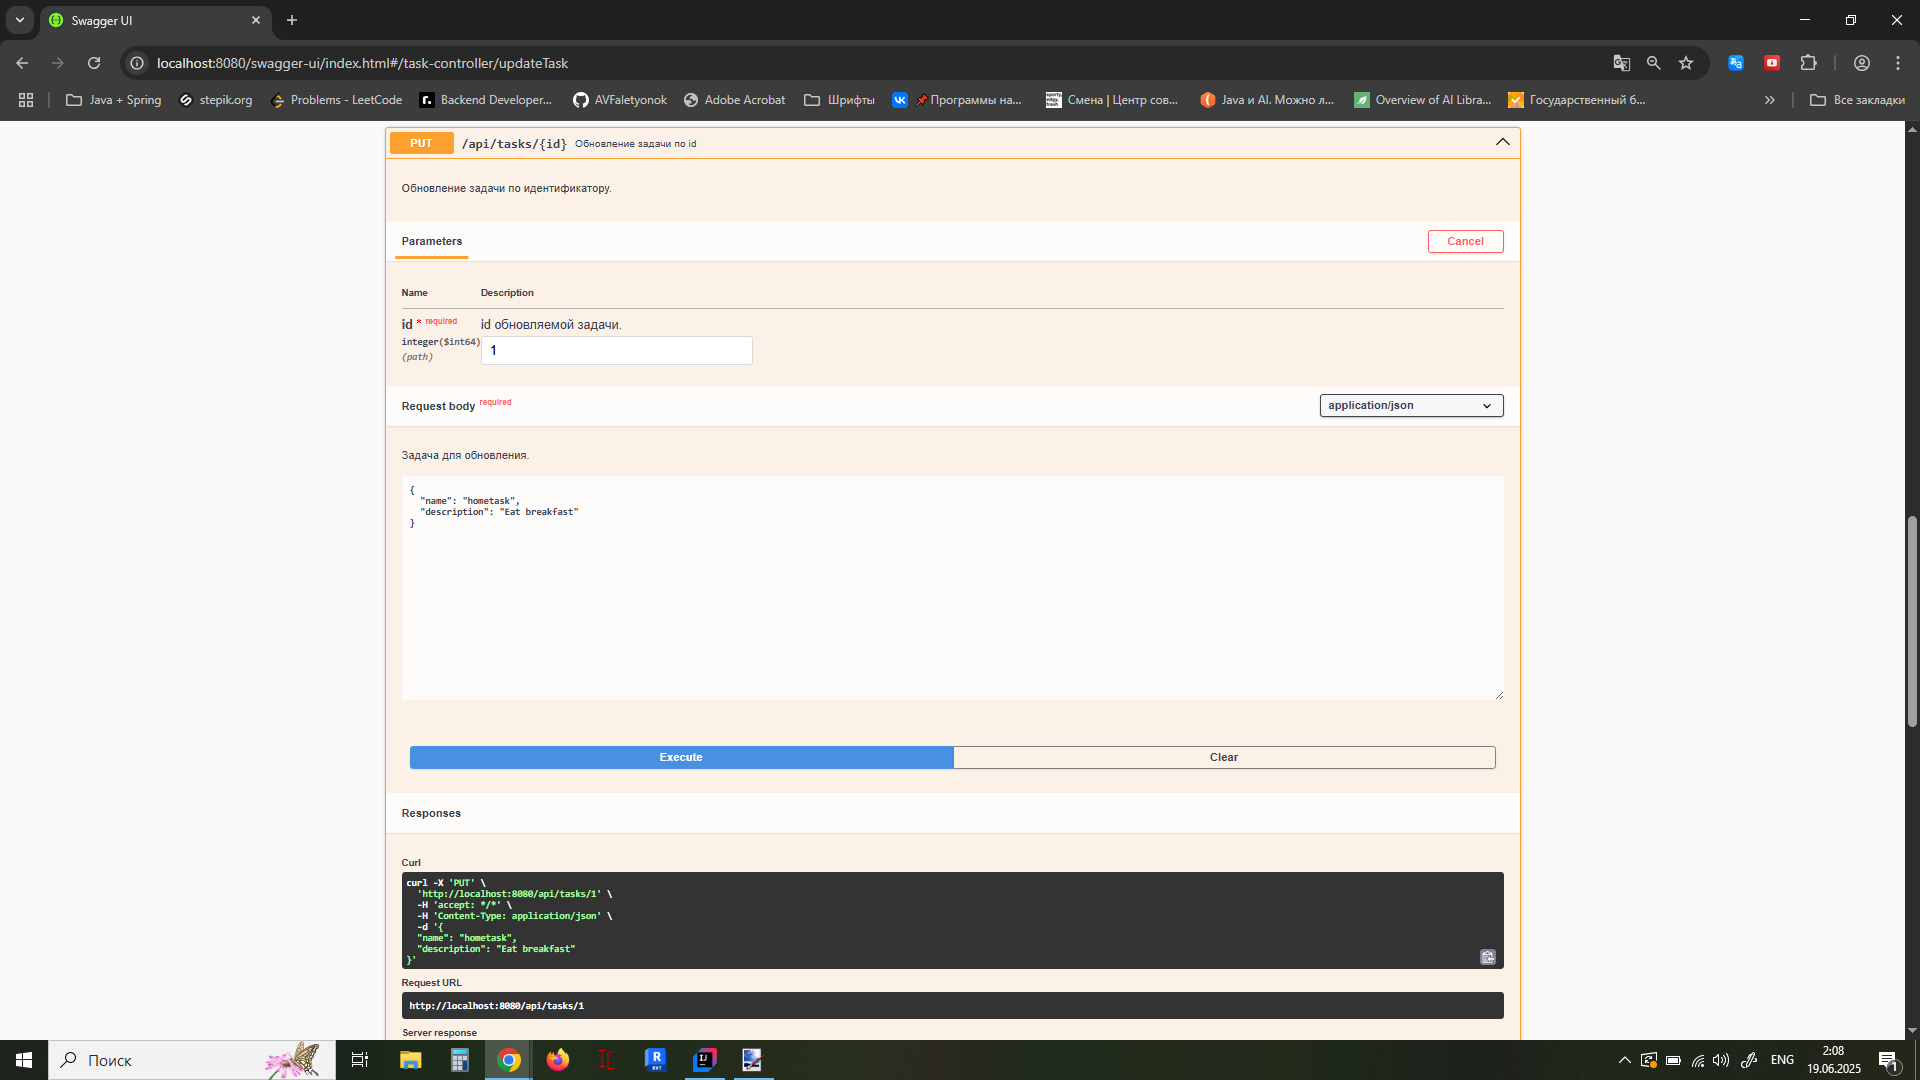 Swagger UI
localhost:8080/swagger-ui/index.html#/task-controller/updateTask
Java + Spring
stepik.org
Problems - LeetCode
Backend Developer...
AVFaletyonok
Adobe Acrobat
Шрифты
Программы на...
Смена | Центр сов...
Java и AI. Можно л...
Overview of AI Libra...
Государственный б...
Все закладки
PUT /api/tasks/{id} Обновление задачи по id
Обновление задачи по идентификатору.
Parameters
Cancel
Name Description
id * required
id обновляемой задачи.
integer($int64)
(path)
1
Request body required
application/json
Задача для обновления.
{
"name": "hometask",
"description": "Eat breakfast"
}
Execute
Clear
Responses
Curl
curl -X 'PUT' \
'http://localhost:8080/api/tasks/1' \
-H 'accept: */*' \
-H 'Content-Type: application/json' \
-d '{
"name": "hometask",
"description": "Eat breakfast"
}'
Request URL
http://localhost:8080/api/tasks/1
Server response
Поиск
ENG
2:08
19.06.2025
1